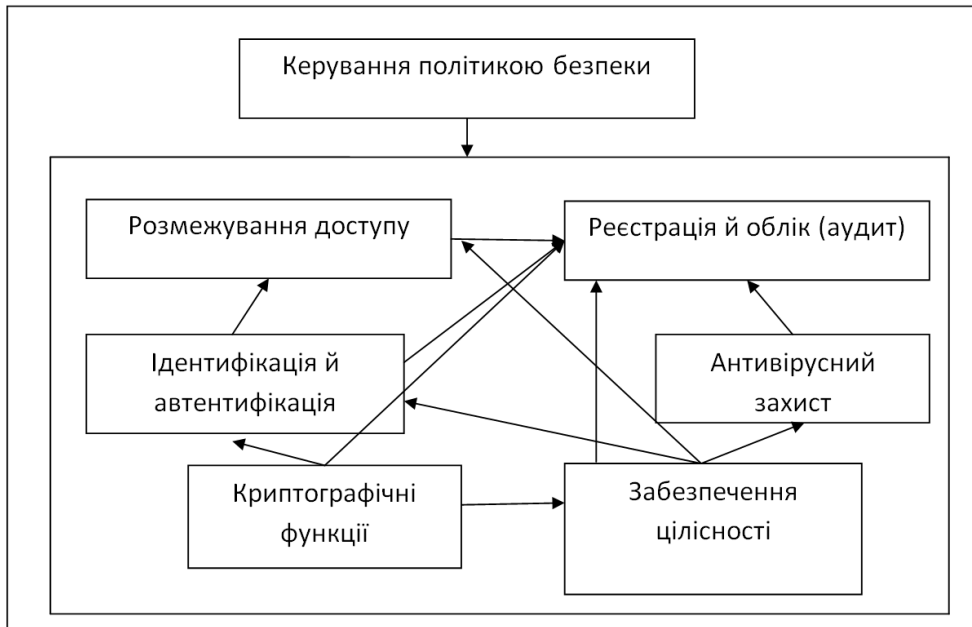 Керування політикою безпеки
Розмежування доступу
Реєстрація й облік (аудит)
Ідентифікація й
автентифікація
Антивірусний
захист
Криптографічні
функції
Забезпечення
цілісності